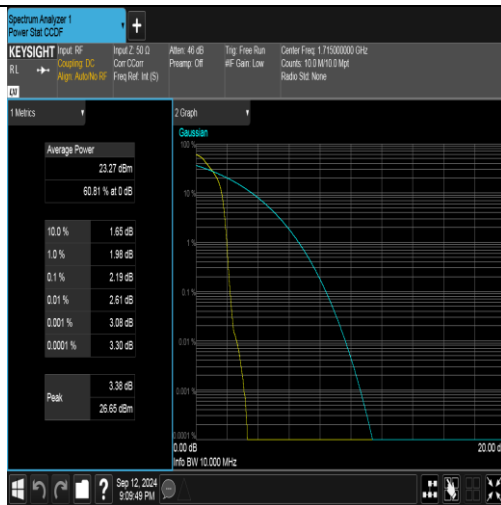 Spectrum Analyzer 1
Power Stat CCDF
+
KEYSIGHT
RL
LXI
Input: RF
Coupling: DC
Align: Auto/No RF
Input Z: 50 Ω
Corr CCorr
Freq Ref: Int (S)
Atten: 46 dB
Preamp: Off
Trig: Free Run
#IF Gain: Low
Center Freq: 1.715000000 GHz
Counts: 10.0 M/10.0 Mpt
Radio Std: None
1 Metrics
Average Power
23.27 dBm
60.81 % at 0 dB
10.0 % 1.65 dB
1.0 % 1.98 dB
0.1 % 2.19 dB
0.01 % 2.61 dB
0.001 % 3.08 dB
0.0001 % 3.30 dB
Peak
3.38 dB
26.65 dBm
2 Graph
Gaussian
100 %
10 %
1 %
0.1 %
0.01 %
0.001 %
0.0001 %
0.00 dB
20.00 d
Info BW 10.000 MHz
?
Sep 12, 2024
9:09:49 PM